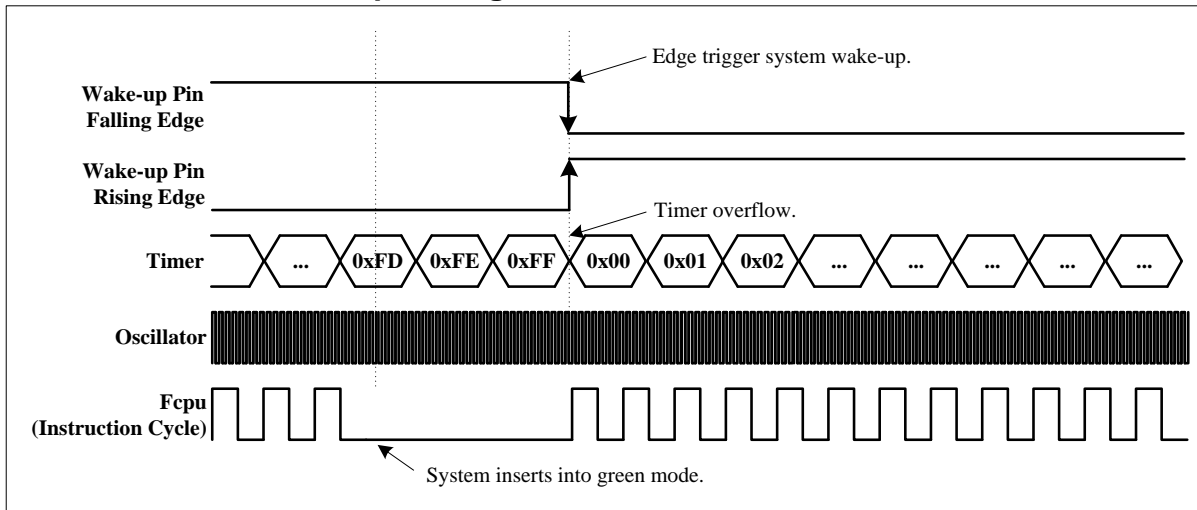 Edge trigger system wake-up.
Wake-up Pin
Falling Edge
Wake-up Pin
Rising Edge
Timer overflow.
Timer ... 0xFD 0xFE 0xFF 0x00 0x01 0x02 ... ... ... ... ...
Oscillator
Fcpu
(Instruction Cycle)
System inserts into green mode.